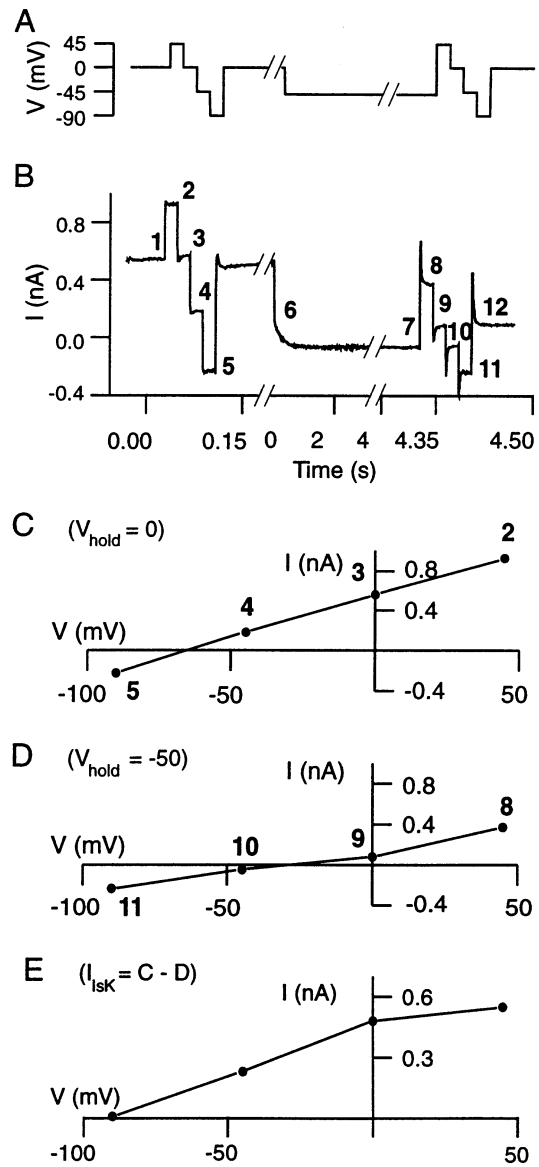 A
V (mV)
45
0
-45
-90
B
I (nA)
0.8
0.4
0.0
-0.4
1
2
3
4
5
6
7
8
9
10
11
12
0.00 0.15 0 2 4 4.35 4.50
Time (s)
C
(Vhold = 0)
I (nA)
2
3
0.8
0.4
4
V (mV)
-100
5
-50
-0.4
50
D
(Vhold = -50)
I (nA)
0.8
0.4
8
9
10
V (mV)
-100
11
-50
-0.4
50
E
(IIsK = C - D)
I (nA)
0.6
0.3
V (mV)
-100 -50 50